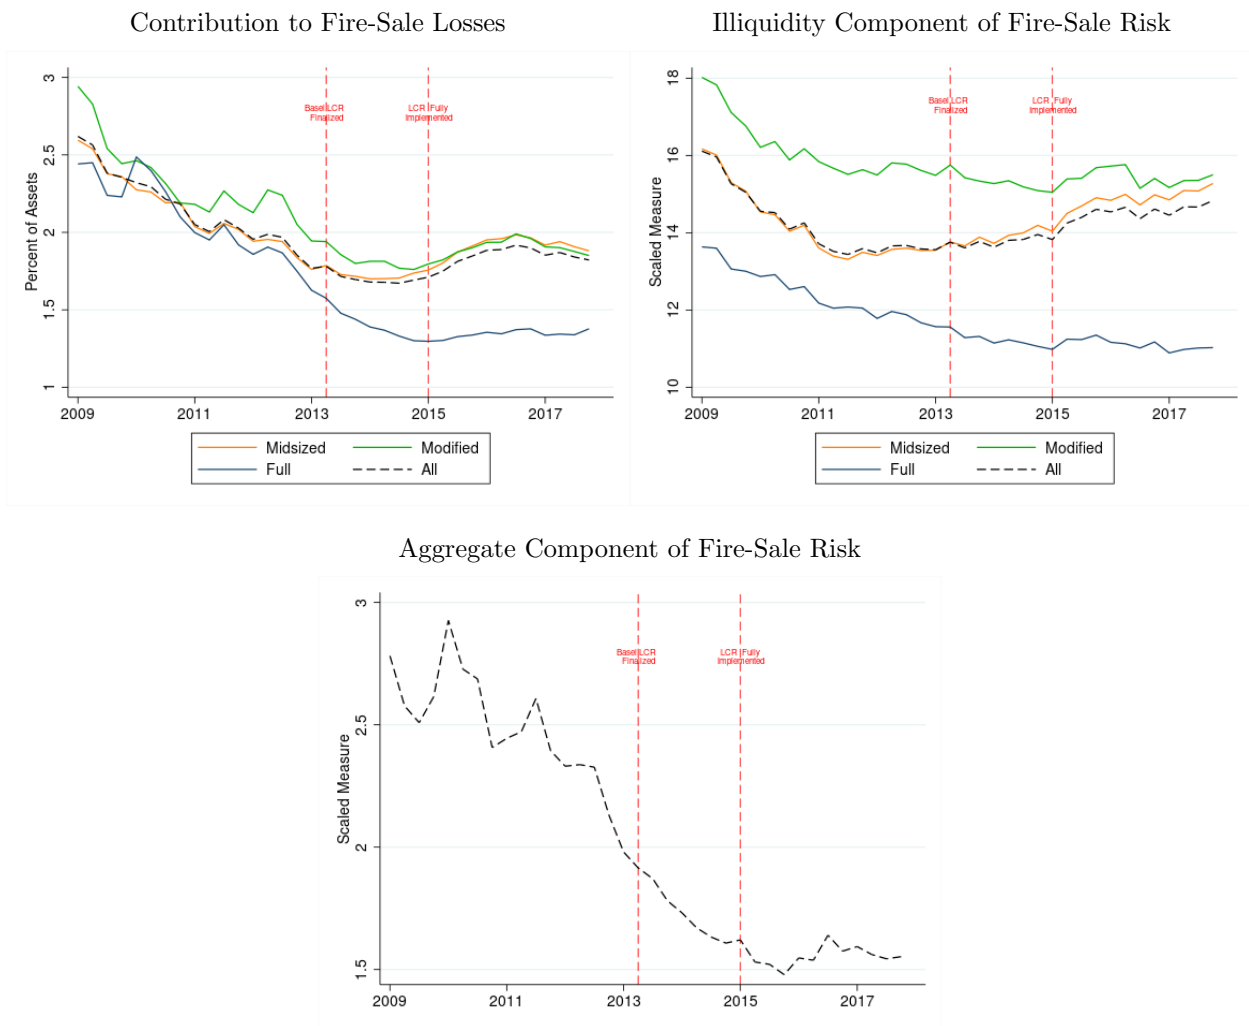 Contribution to Fire-Sale Losses
Percent of Assets
3
2.5
2
1.5
1
Basel LCR
Finalized
LCR Fully
Implemented
2009 2011 2013 2015 2017
Midsized Modified
Full All
Illiquidity Component of Fire-Sale Risk
Scaled Measure
18
16
14
12
10
Basel LCR
Finalized
LCR Fully
Implemented
2009 2011 2013 2015 2017
Midsized Modified
Full All
Aggregate Component of Fire-Sale Risk
Scaled Measure
3
2.5
2
1.5
Basel LCR
Finalized
LCR Fully
Implemented
2009 2011 2013 2015 2017